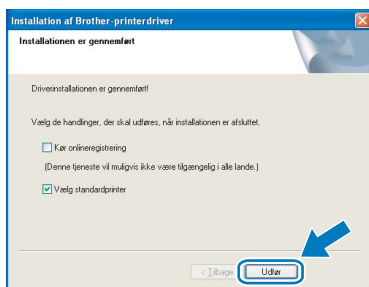 Installation af Brother-printerdriver
Installationen er gennemført
Driverinstallationen er gennemført!
Vælg de handlinger, der skal udføres, når installationen er afsluttet.
Kør onlineregistrering
(Denne tjeneste vil muligvis ikke være tilgængelig i alle lande.)
Vælg standardprinter
< Tilbage
Udfør